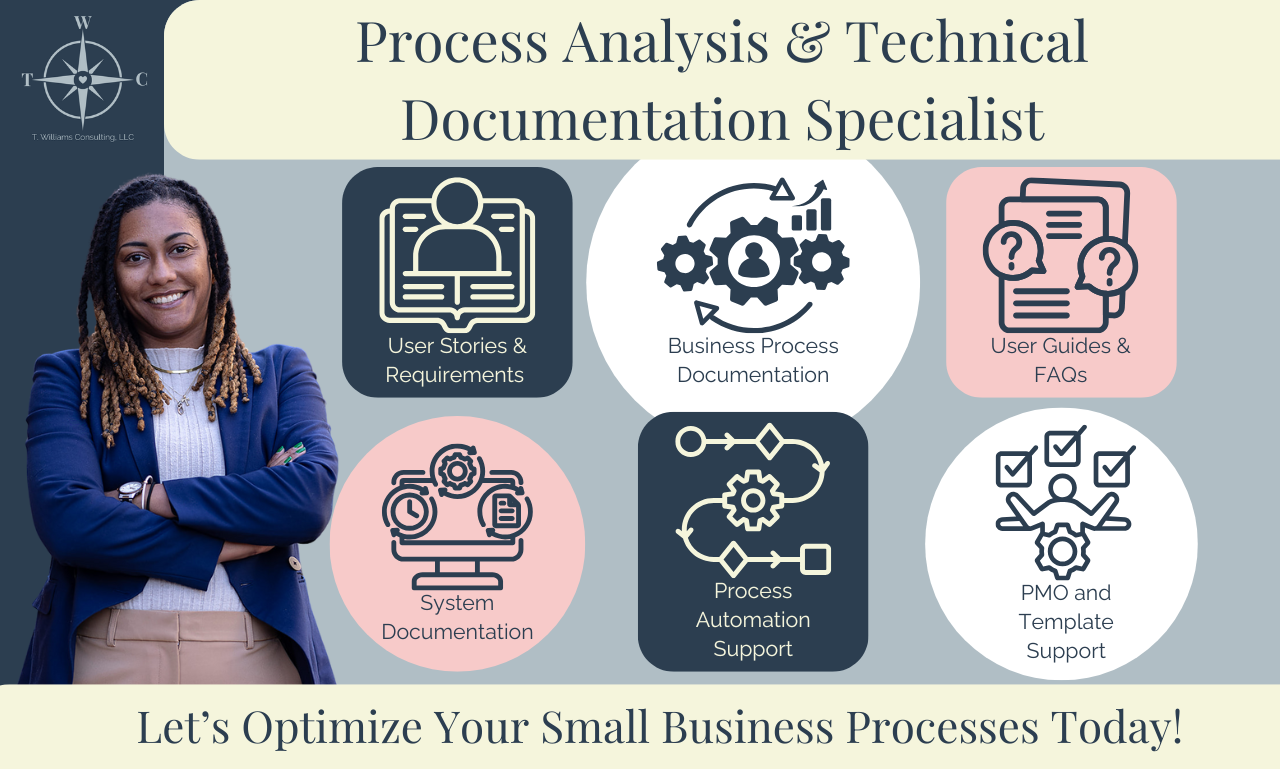 W
T C
T. Williams Consulting, LLC
Process Analysis & Technical
Documentation Specialist
User Stories &
Requirements
Business Process
Documentation
User Guides &
FAQs
System
Documentation
Process
Automation
Support
PMO and
Template
Support
Let’s Optimize Your Small Business Processes Today!